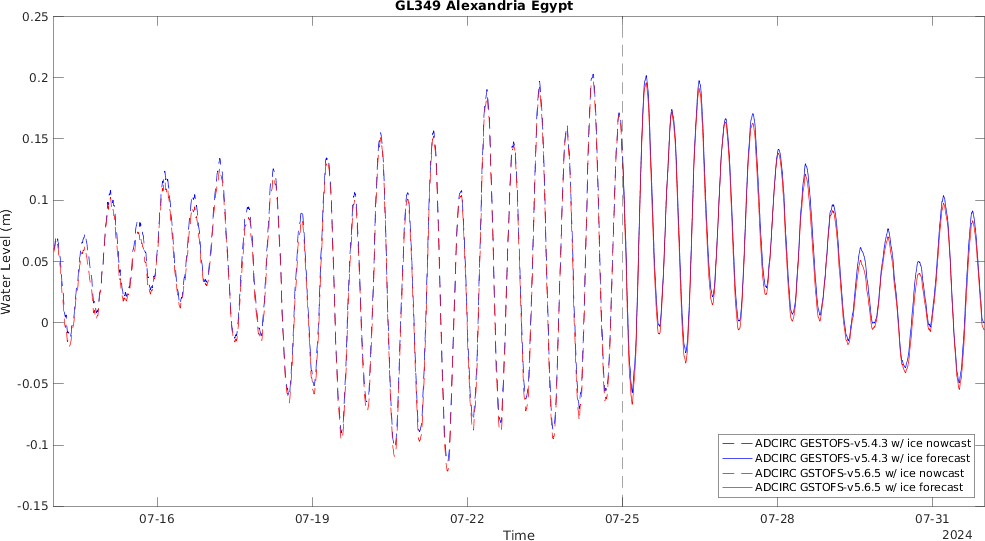 GL349 Alexandria Egypt
0.25
0.2
0.15
0.1
0.05
0
-0.05
-0.1
-0.15
Water Level (m)
07-16
07-19
07-22
07-25
07-28
07-31
Time
2024
ADCIRC GESTOFS-v5.4.3 w/ ice nowcast
ADCIRC GESTOFS-v5.4.3 w/ ice forecast
ADCIRC GSTOFS-v5.6.5 w/ ice nowcast
ADCIRC GSTOFS-v5.6.5 w/ ice forecast